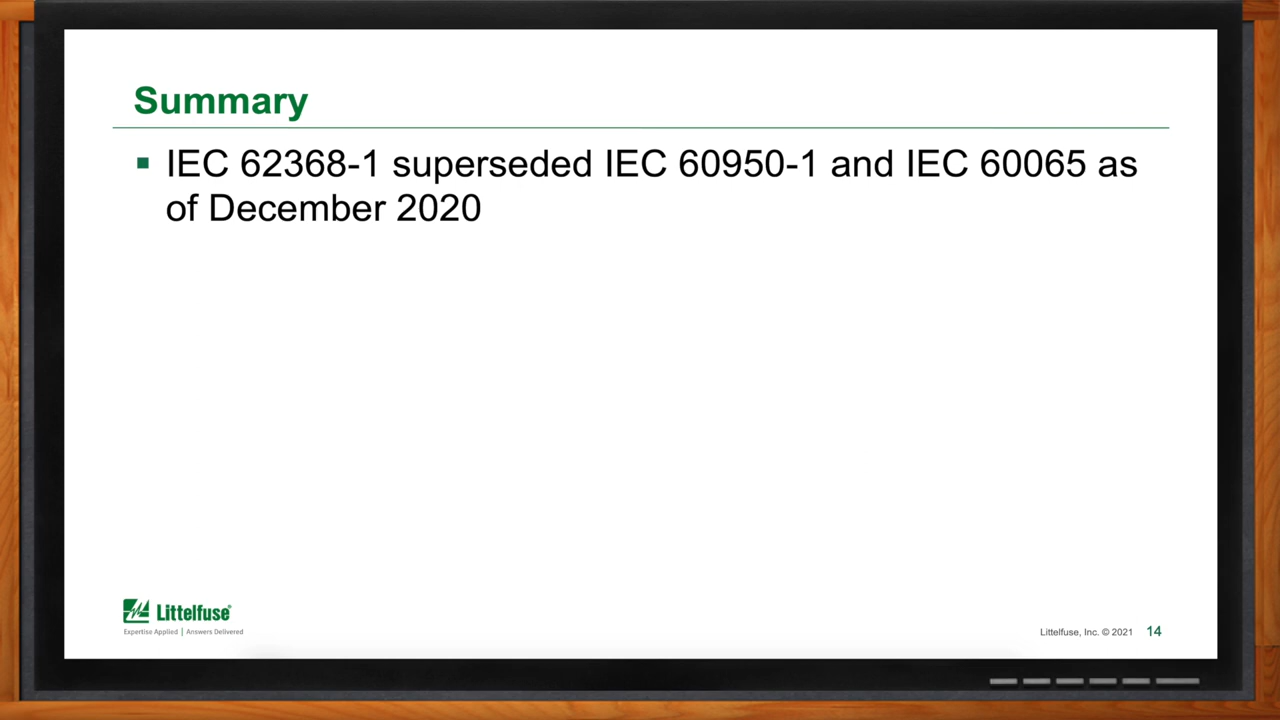 Summary
▪ IEC 62368-1 superseded IEC 60950-1 and IEC 60065 as
of December 2020
Littelfuse®
Expertise Applied | Answers Delivered
Littelfuse, Inc. © 2021 14